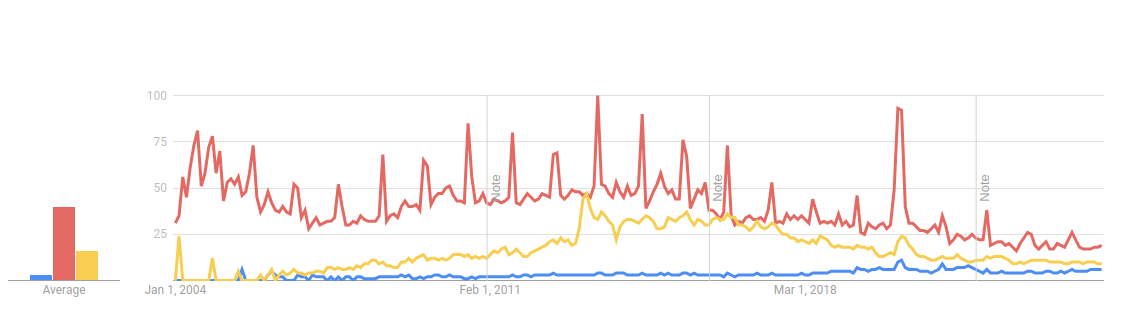 100
75
50
25
Note
Note
Note
Average
Jan 1, 2004
Feb 1, 2011
Mar 1, 2018